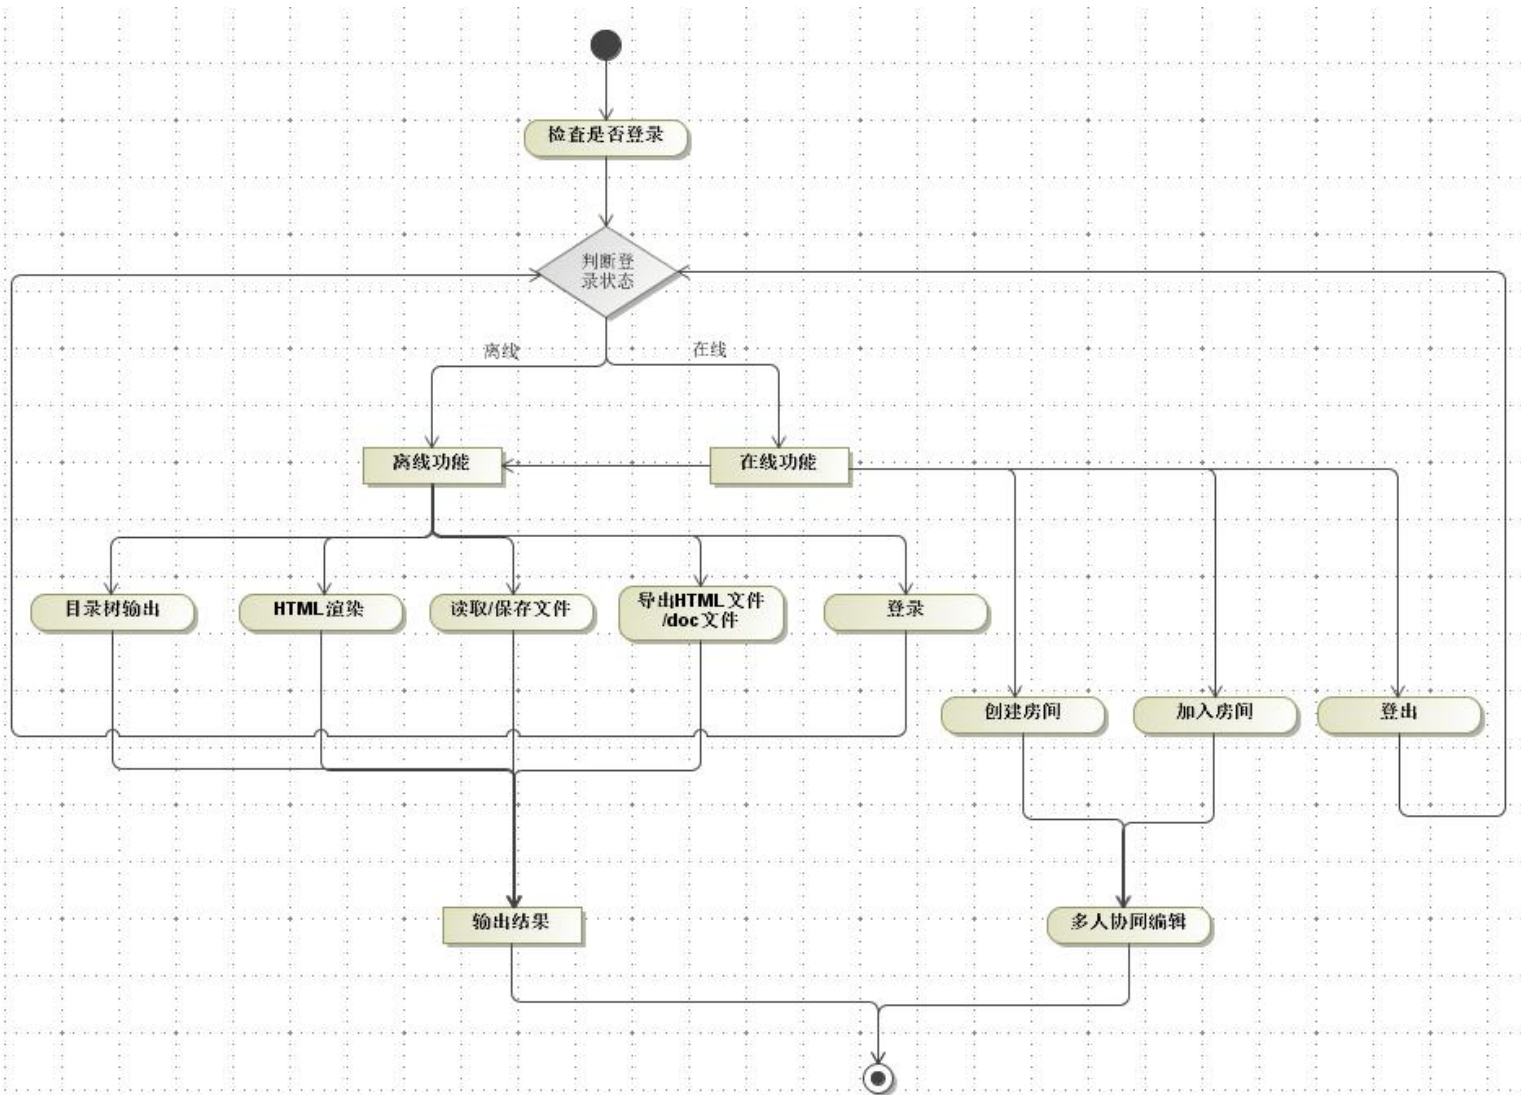 检查是否登录
判断登
录状态
离线
在线
离线功能
在线功能
目录树输出
HTML渲染
读取/保存文件
导出HTML文件
/doc文件
登录
创建房间
加入房间
登出
输出结果
多人协同编辑